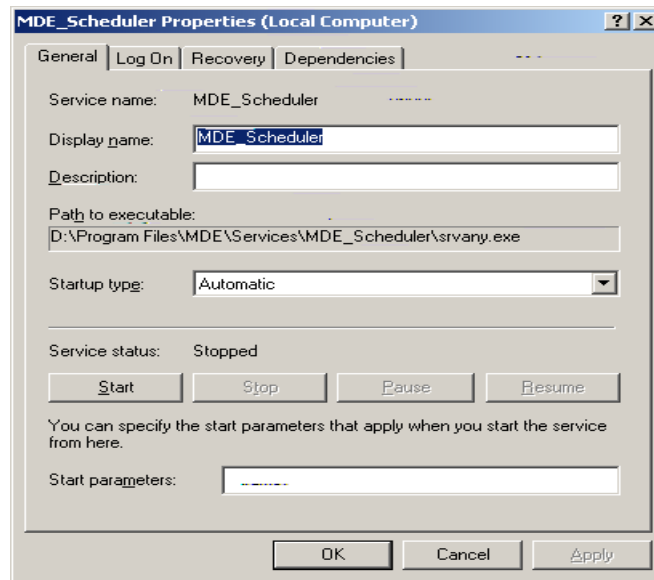 MDE_Scheduler Properties (Local Computer)
General Log On Recovery Dependencies
Service name: MDE_Scheduler
Display name: MDE_Scheduler
Description:
Path to executable:
D:\Program Files\MDE\Services\MDE_Scheduler\srvany.exe
Startup type: Automatic
Service status: Stopped
Start Stop Pause Resume
You can specify the start parameters that apply when you start the service
from here.
Start parameters:
OK Cancel Apply